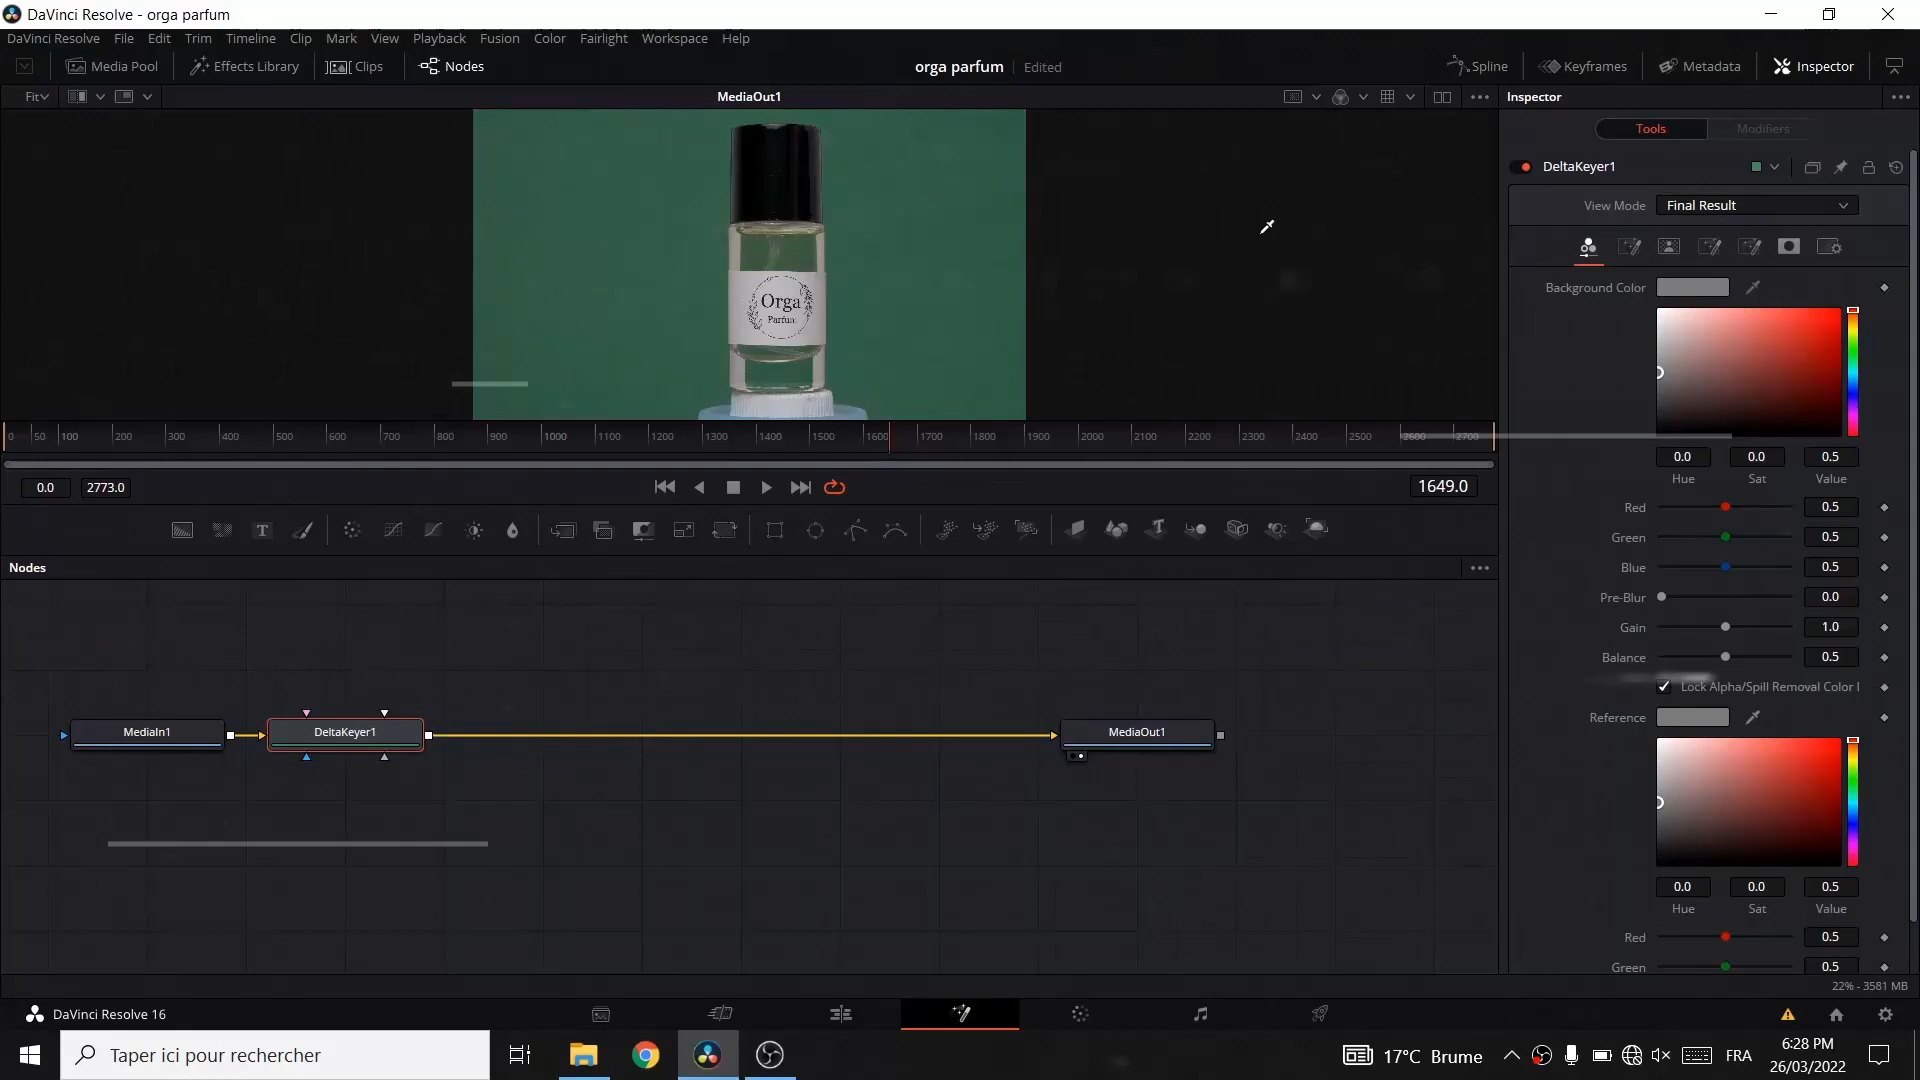 DaVinci Resolve - orga parfum
DaVinci Resolve File Edit Trim Timeline Clip Mark View Playback Fusion Color Fairlight Workspace Help
Media Pool Effects Library Clips Nodes orga parfum Edited Spline Keyframes Metadata Inspector
Fit MediaOut1 Inspector
Tools Modifiers
DeltaKeyer1
View Mode Final Result
Background Color
Orga
Parfum
0 50 100 200 300 400 500 600 700 800 900 1000 1100 1200 1300 1400 1500 1600 1700 1800 1900 2000 2100 2200 2300 2400 2500 2600 2700
0.0 0.0 0.5
Hue Sat Value
0.0 2773.0 1649.0
Red 0.5
Green 0.5
Blue 0.5
Pre-Blur 0.0
Gain 1.0
Balance 0.5
Lock Alpha/Spill Removal Color
Reference
Nodes
MediaIn1 DeltaKeyer1 MediaOut1
0.0 0.0 0.5
Hue Sat Value
Red 0.5
Green 0.5
22% - 3581 MB
DaVinci Resolve 16
Taper ici pour rechercher
17°C Brume FRA
6:28 PM
26/03/2022